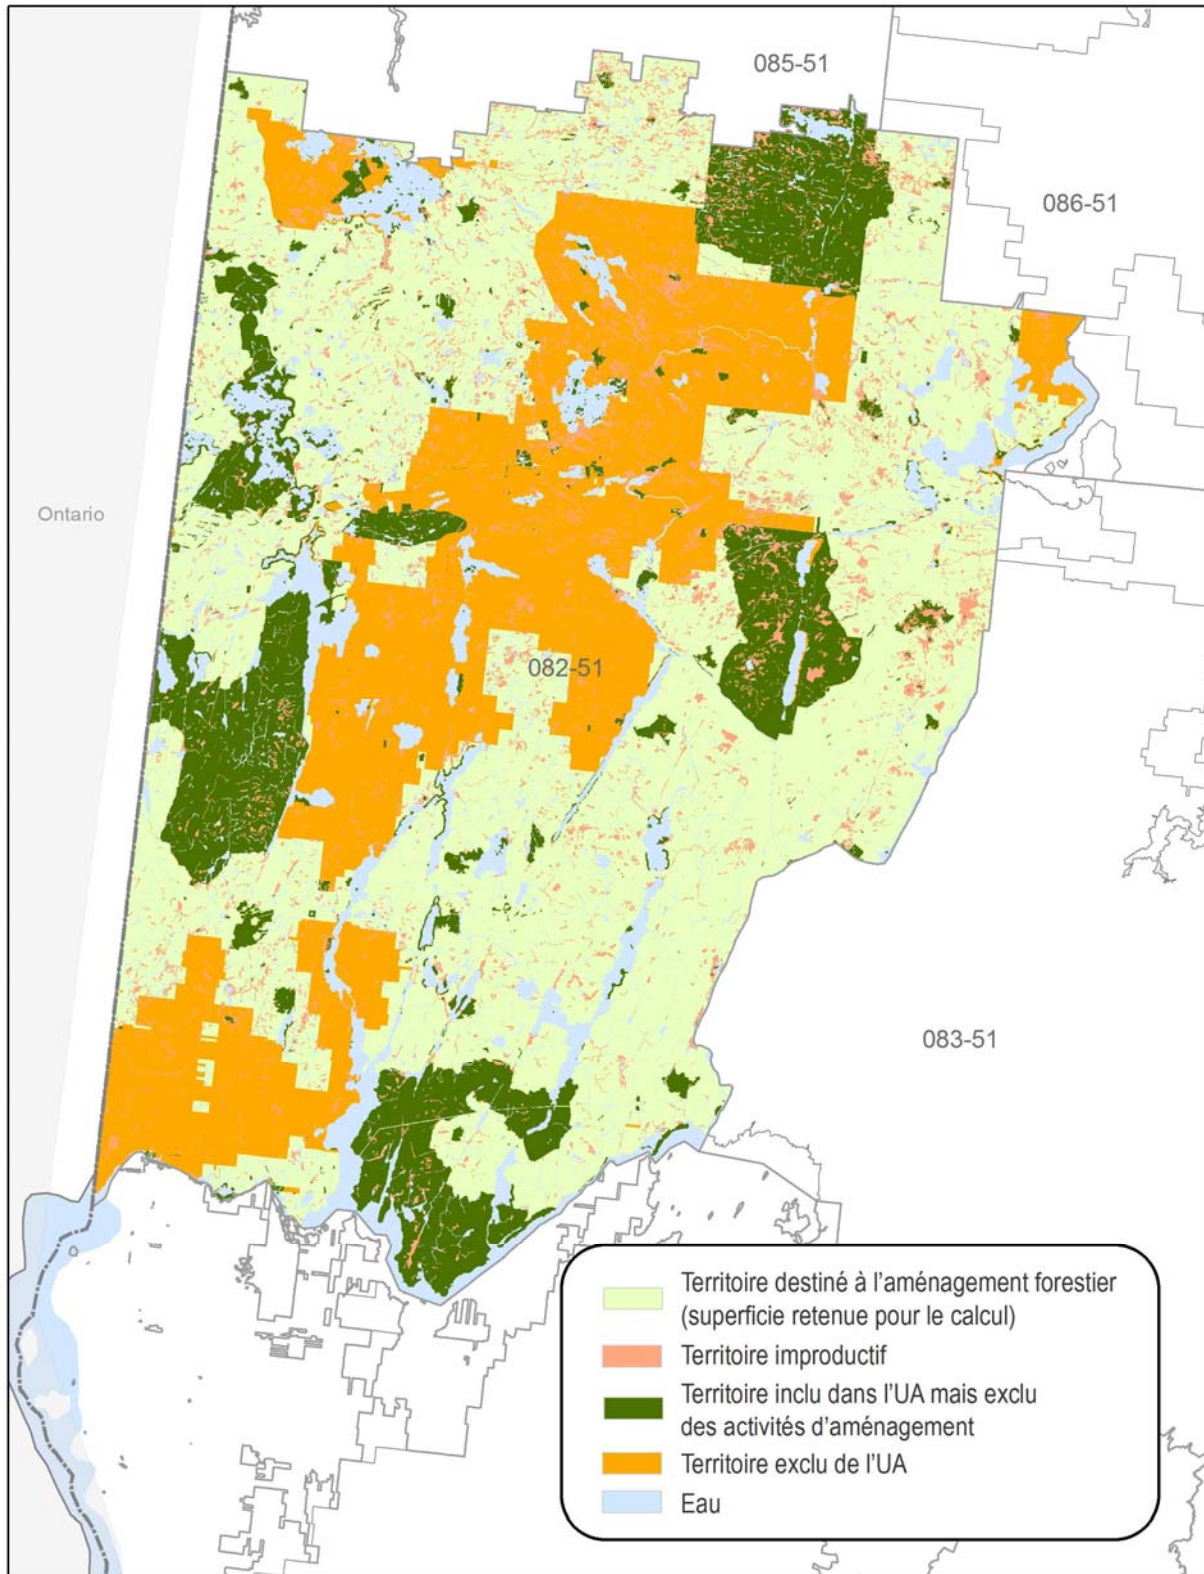 085-51
086-51
Ontario
082-51
083-51
Territoire destiné à l'aménagement forestier
(superficie retenue pour le calcul)
Territoire improductif
Territoire inclu dans l'UA mais exclu
des activités d'aménagement
Territoire exclu de l'UA
Eau